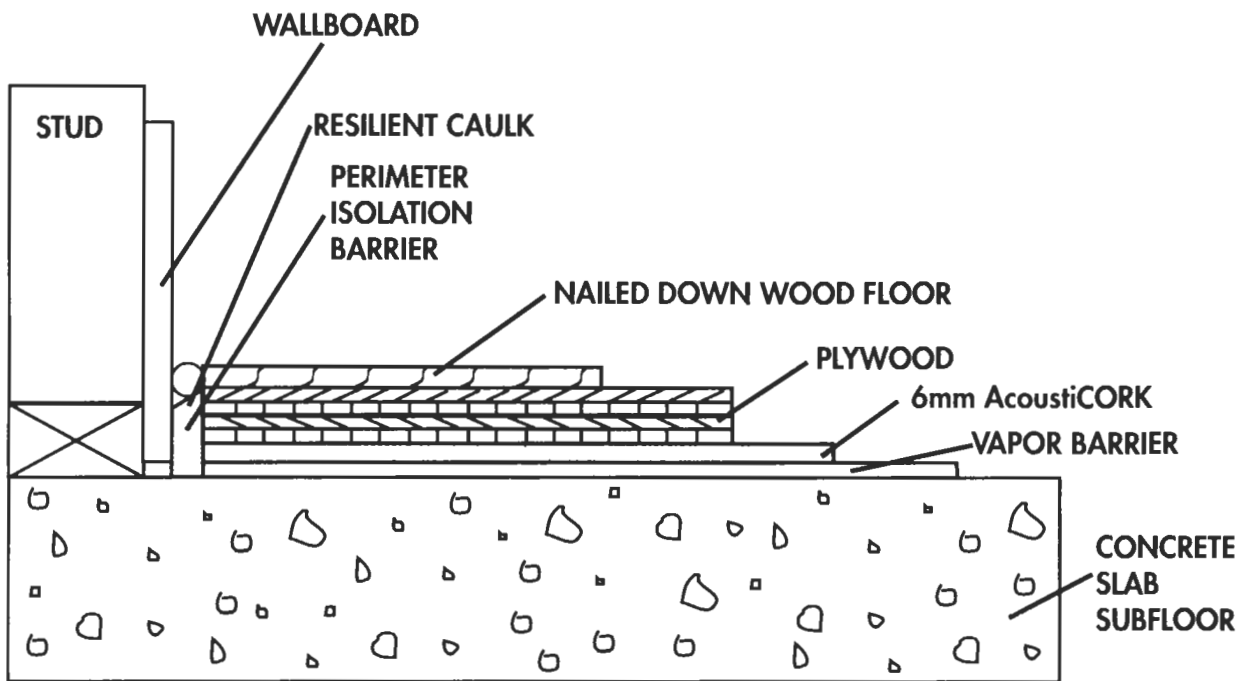 WALLBOARD
STUD
RESILIENT CAULK
PERIMETER
ISOLATION
BARRIER
NAILED DOWN WOOD FLOOR
PLYWOOD
6mm AcoustiCORK
VAPOR BARRIER
CONCRETE
SLAB
SUBFLOOR